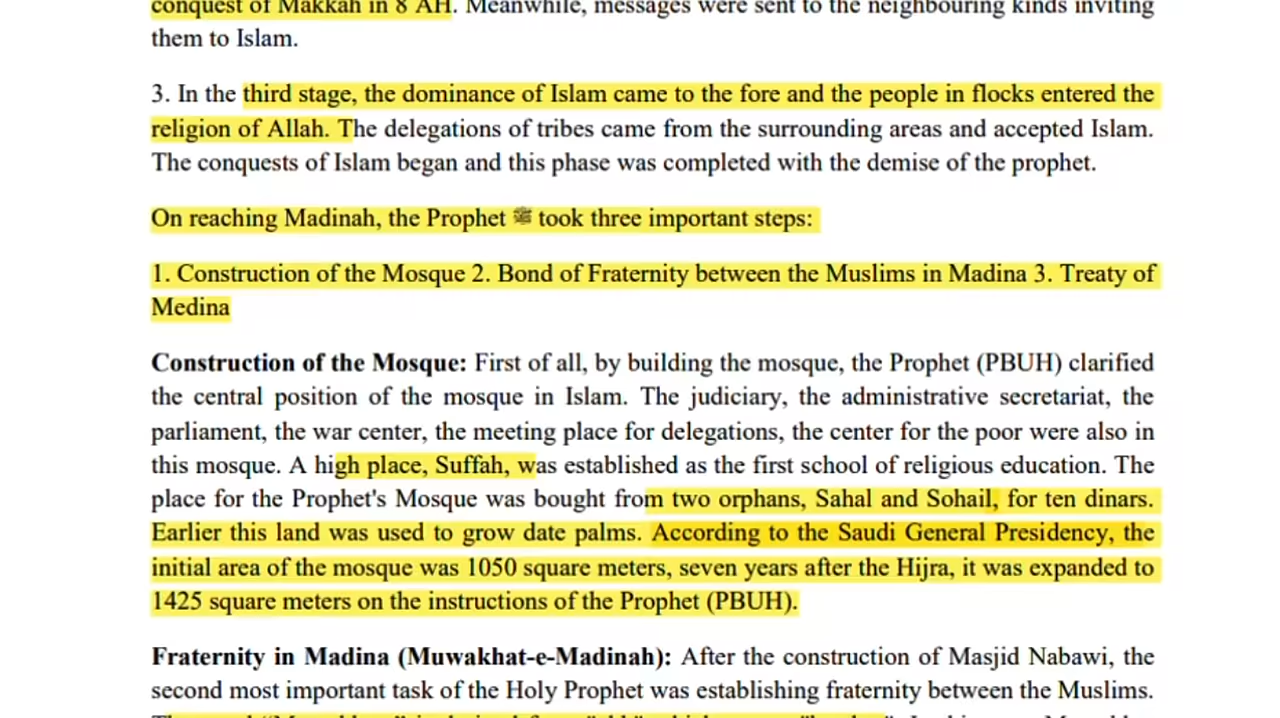 conquest of Makkah in 8 AH. Meanwhile, messages were sent to the neighbouring kinds inviting
them to Islam.
3. In the third stage, the dominance of Islam came to the fore and the people in flocks entered the
religion of Allah. The delegations of tribes came from the surrounding areas and accepted Islam.
The conquests of Islam began and this phase was completed with the demise of the prophet.
On reaching Madinah, the Prophet ﷺ took three important steps:
1. Construction of the Mosque 2. Bond of Fraternity between the Muslims in Madina 3. Treaty of
Medina
Construction of the Mosque: First of all, by building the mosque, the Prophet (PBUH) clarified
the central position of the mosque in Islam. The judiciary, the administrative secretariat, the
parliament, the war center, the meeting place for delegations, the center for the poor were also in
this mosque. A high place, Suffah, was established as the first school of religious education. The
place for the Prophet's Mosque was bought from two orphans, Sahal and Sohail, for ten dinars.
Earlier this land was used to grow date palms. According to the Saudi General Presidency, the
initial area of the mosque was 1050 square meters, seven years after the Hijra, it was expanded to
1425 square meters on the instructions of the Prophet (PBUH).
Fraternity in Madina (Muwakhat-e-Madinah): After the construction of Masjid Nabawi, the
second most important task of the Holy Prophet was establishing fraternity between the Muslims.